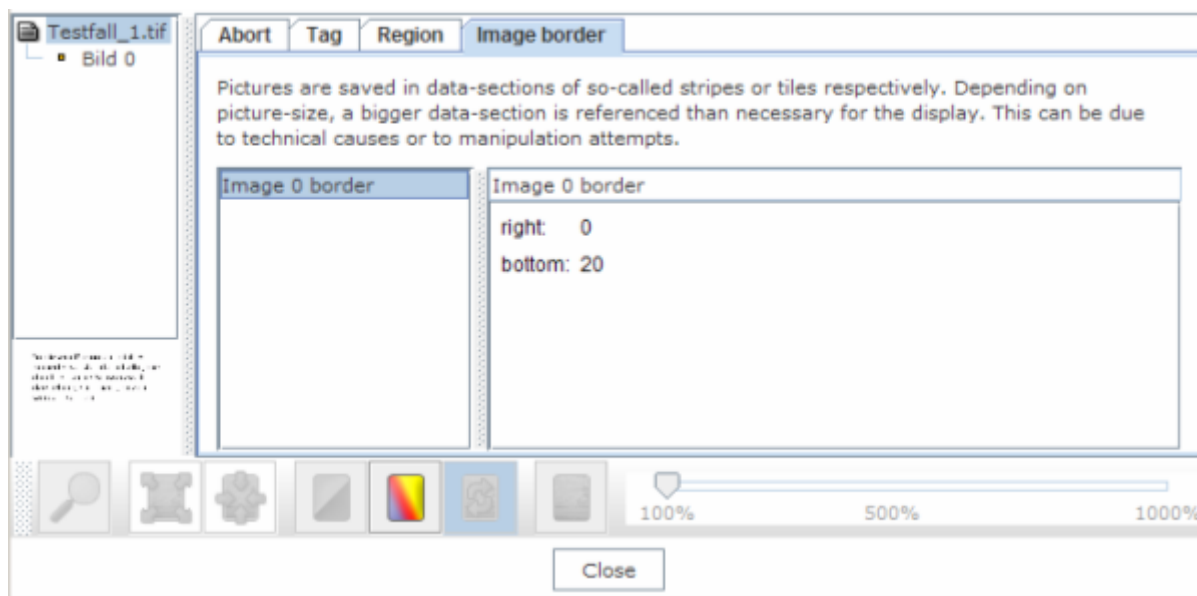 Testfall_1.tif
Bild 0
Abort Tag Region Image border
Pictures are saved in data-sections of so-called stripes or tiles respectively. Depending on
picture-size, a bigger data-section is referenced than necessary for the display. This can be due
to technical causes or to manipulation attempts.
Image 0 border
Image 0 border
right: 0
bottom: 20
100% 500% 1000%
Close